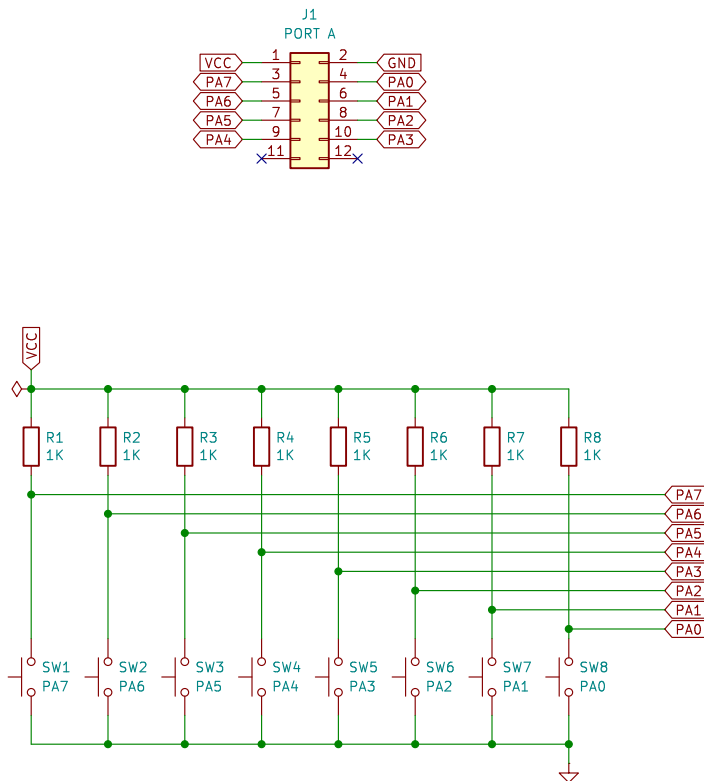 J1
PORT A
VCC 1 2 GND
PA7 3 4 PA0
PA6 5 6 PA1
PA5 7 8 PA2
PA4 9 10 PA3
11 12
VCC
R1 R2 R3 R4 R5 R6 R7 R8
1K 1K 1K 1K 1K 1K 1K 1K
PA7
PA6
PA5
PA4
PA3
PA2
PA1
PA0
SW1 SW2 SW3 SW4 SW5 SW6 SW7 SW8
PA7 PA6 PA5 PA4 PA3 PA2 PA1 PA0